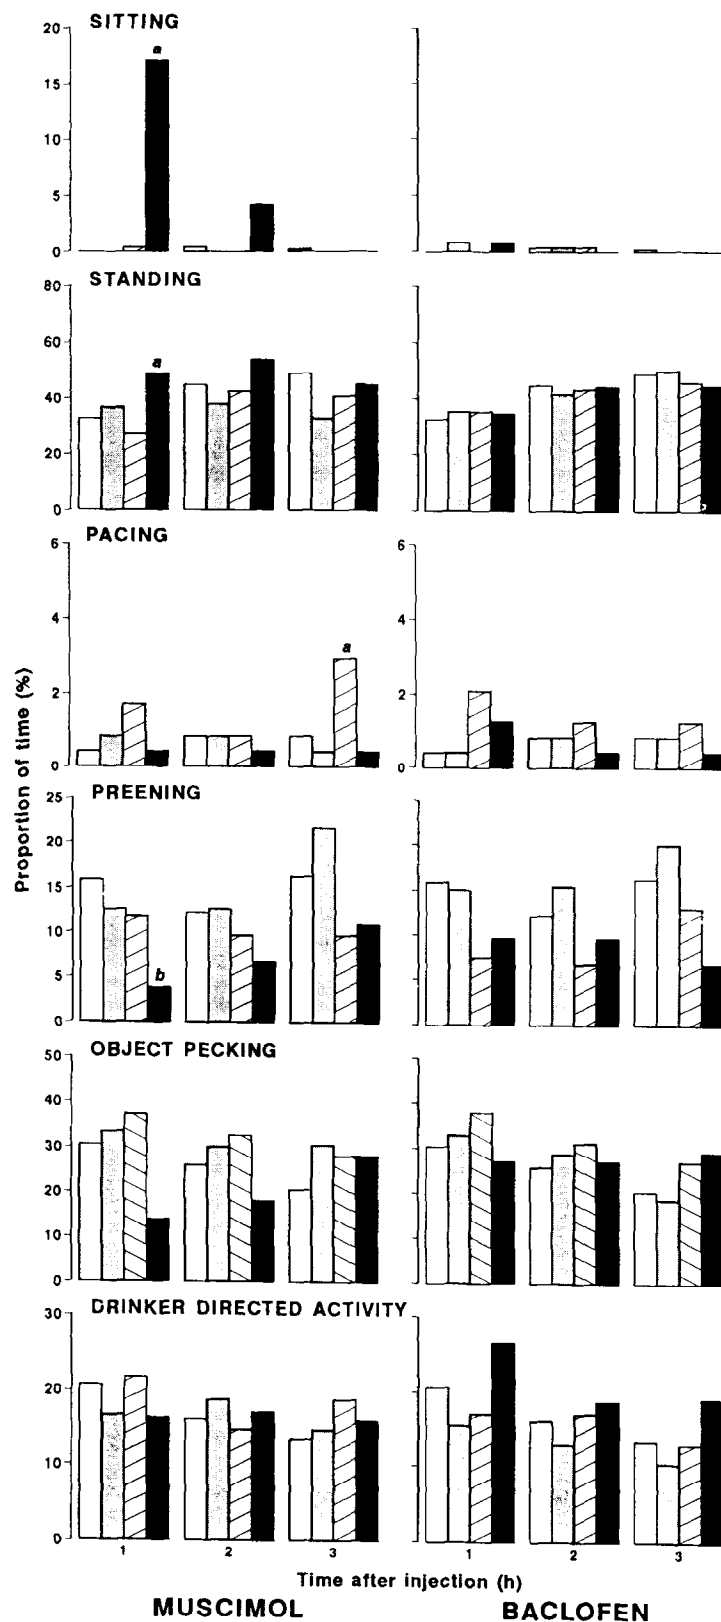 SITTING
20
15
10
5
0
a
STANDING
80
60
40
20
0
a
PACING
6
4
2
0
a
6
4
2
0
PREENING
25
20
15
10
5
0
b
OBJECT PECKING
50
40
30
20
10
0
DRINKER DIRECTED ACTIVITY
30
20
10
0
Proportion of time (%)
1 2 3 1 2 3
Time after injection (h)
MUSCIMOL BACLOFEN